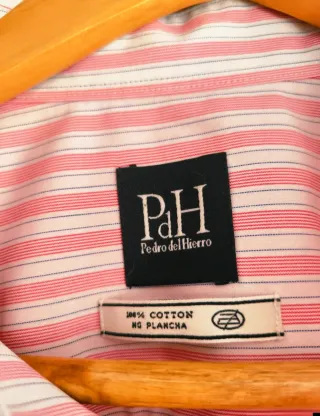 PdH
Pedro del Hierro
100% COTTON
NO PLANCHA